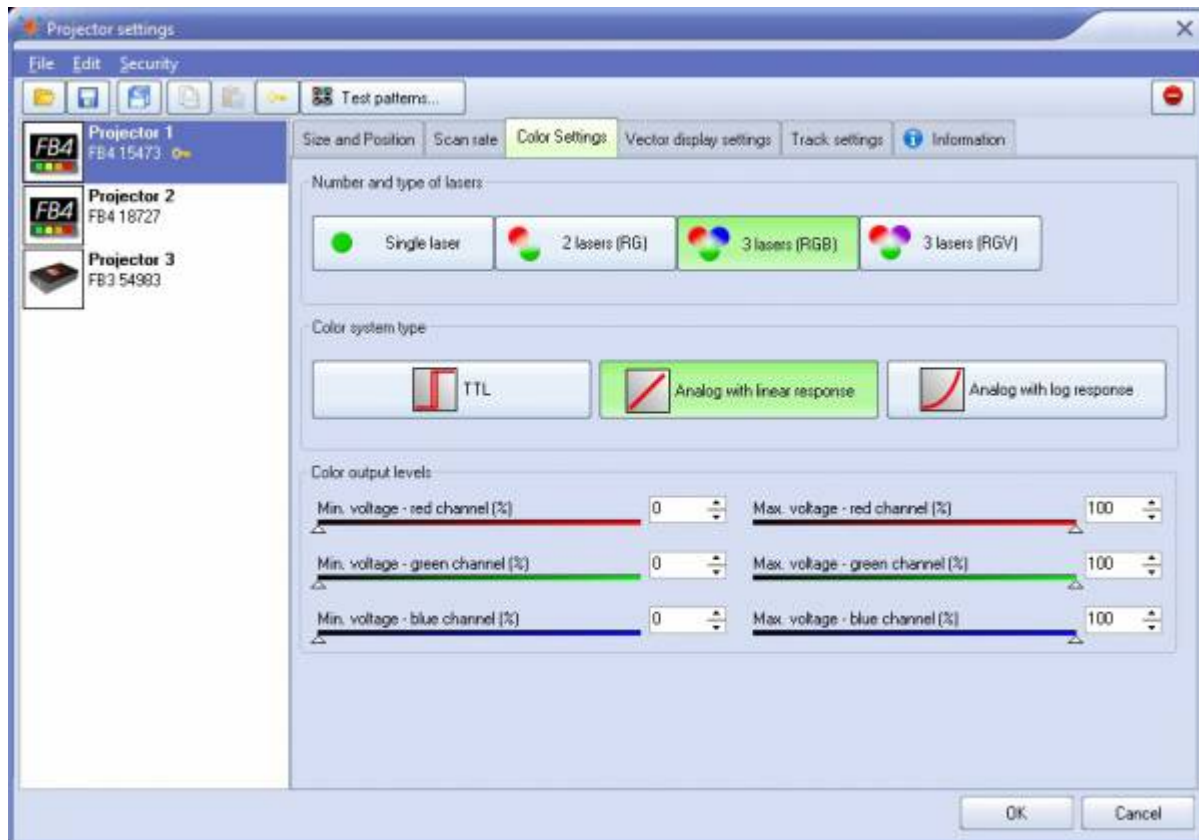 Projector settings
File Edit Security
Test patterns...
FB4 Projector 1
FB4 15473
FB4 Projector 2
FB4 18727
Projector 3
FB3 54983
Size and Position Scan rate Color Settings Vector display settings Track settings Information
Number and type of lasers
Single laser 2 lasers (RG) 3 lasers (RGB) 3 lasers (RGV)
Color system type
TTL Analog with linear response Analog with log response
Color output levels
Min. voltage - red channel (%) 0 Max. voltage - red channel (%) 100
Min. voltage - green channel (%) 0 Max. voltage - green channel (%) 100
Min. voltage - blue channel (%) 0 Max. voltage - blue channel (%) 100
OK Cancel